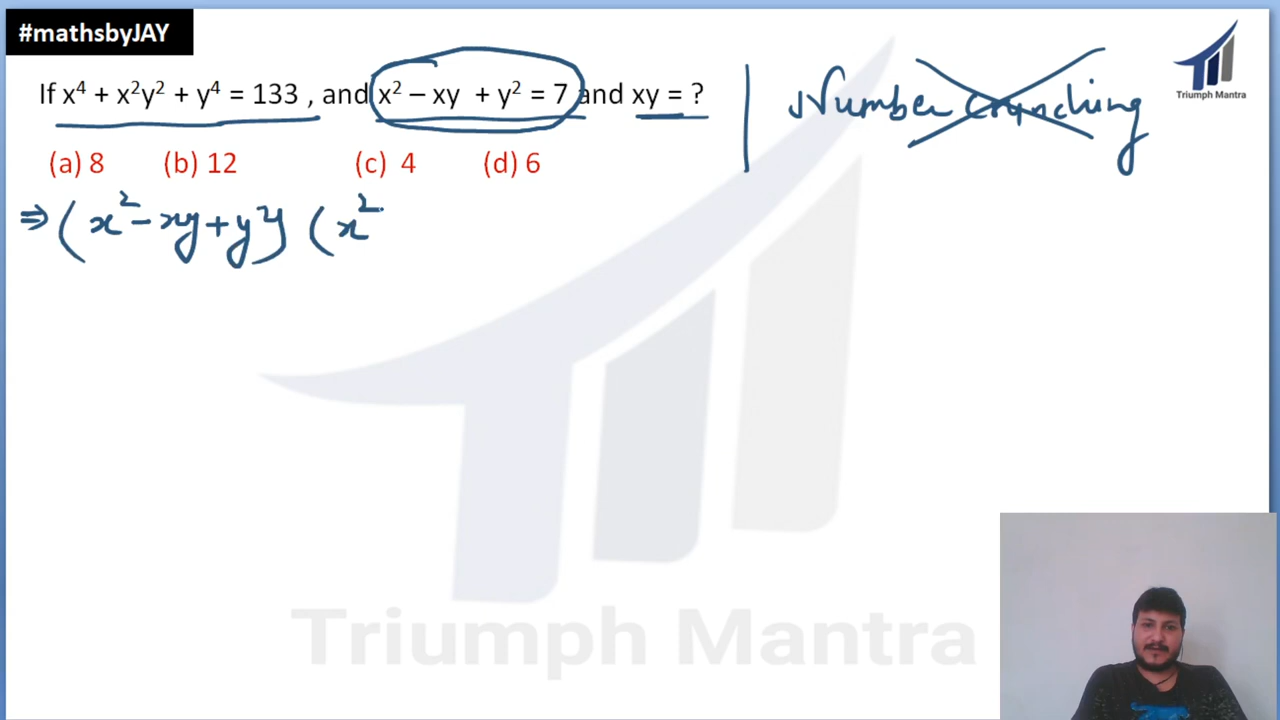 #mathsbyJAY
If x⁴ + x²y² + y⁴ = 133 , and x² – xy + y² = 7 and xy = ?
(a) 8 (b) 12 (c) 4 (d) 6
Number crunching
Triumph Mantra
⇒ (x² - xy + y²) (x²
Triumph Mantra